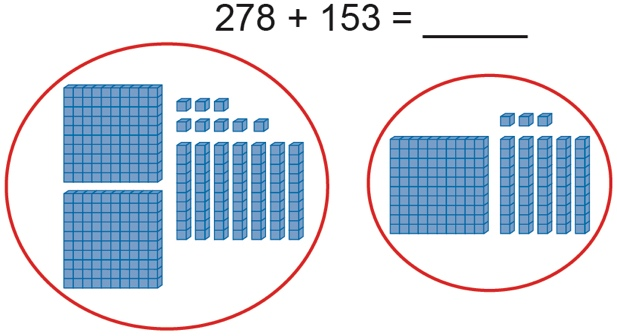 278 + 153 = _____